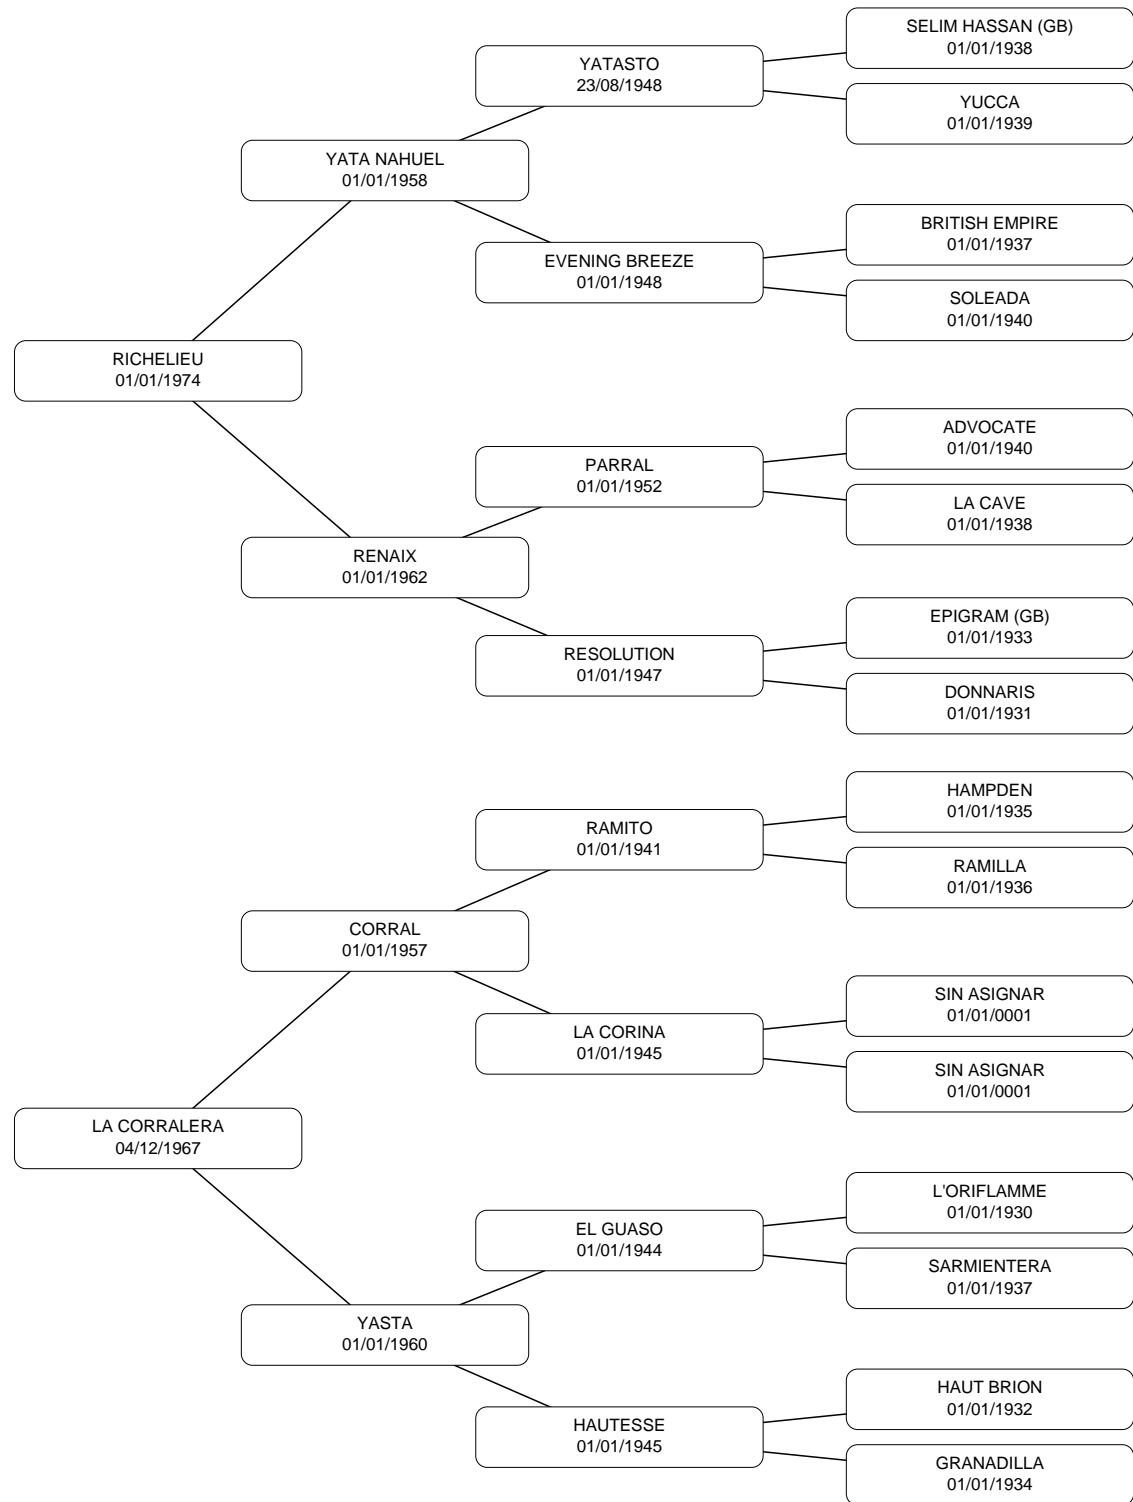 SELIM HASSAN (GB)
01/01/1938
YATASTO
23/08/1948
YUCCA
01/01/1939
YATA NAHUEL
01/01/1958
BRITISH EMPIRE
01/01/1937
EVENING BREEZE
01/01/1948
SOLEADA
01/01/1940
RICHELIEU
01/01/1974
ADVOCATE
01/01/1940
PARRAL
01/01/1952
LA CAVE
01/01/1938
RENAIX
01/01/1962
EPIGRAM (GB)
01/01/1933
RESOLUTION
01/01/1947
DONNARIS
01/01/1931
HAMPDEN
01/01/1935
RAMITO
01/01/1941
RAMILLA
01/01/1936
CORRAL
01/01/1957
SIN ASIGNAR
01/01/0001
LA CORINA
01/01/1945
SIN ASIGNAR
01/01/0001
LA CORRALERA
04/12/1967
L'ORIFLAMME
01/01/1930
EL GUASO
01/01/1944
SARMIENTERA
01/01/1937
YASTA
01/01/1960
HAUT BRION
01/01/1932
HAUTESSE
01/01/1945
GRANADILLA
01/01/1934